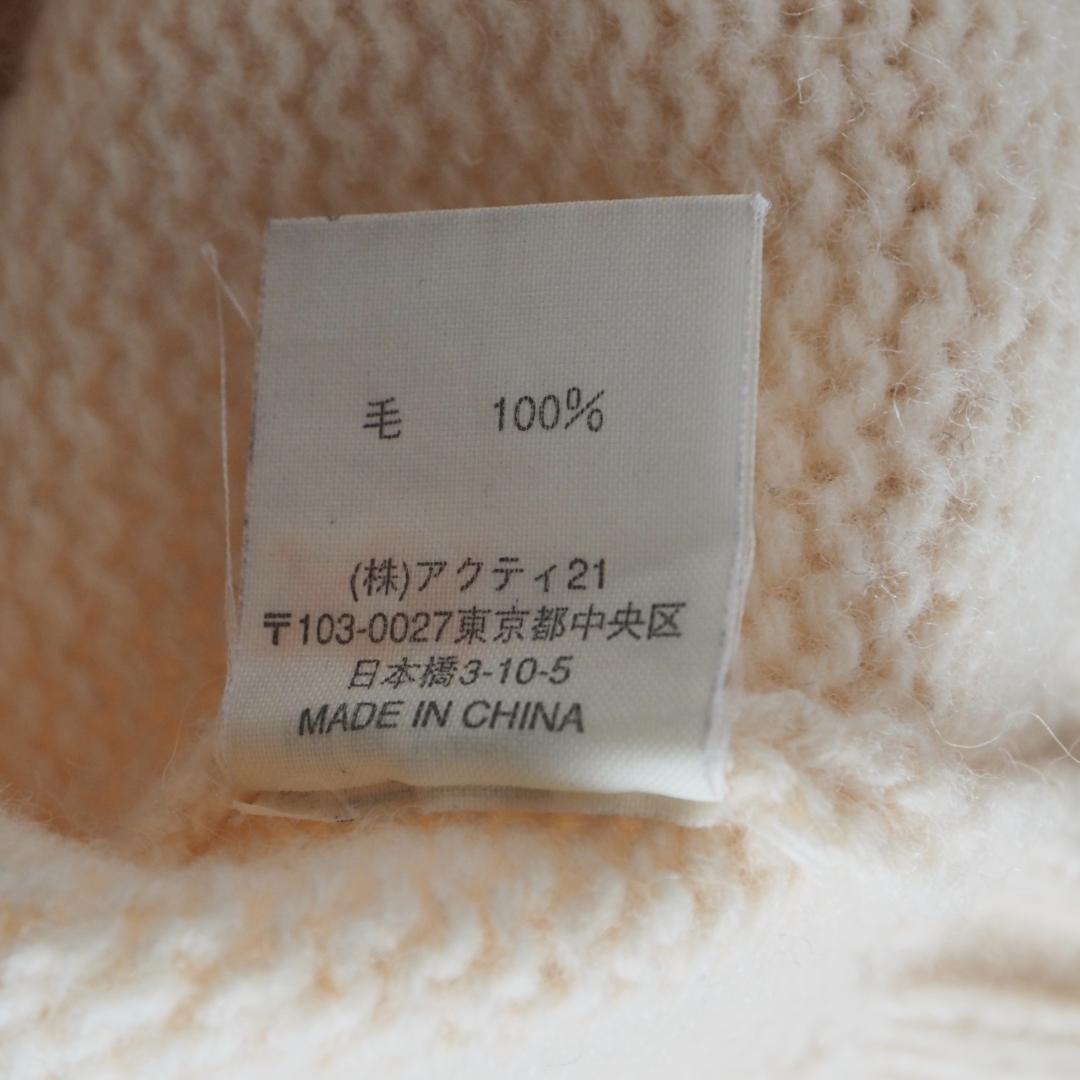 毛 100%
(株)アクティ21
〒103-0027東京都中央区
日本橋3-10-5
MADE IN CHINA